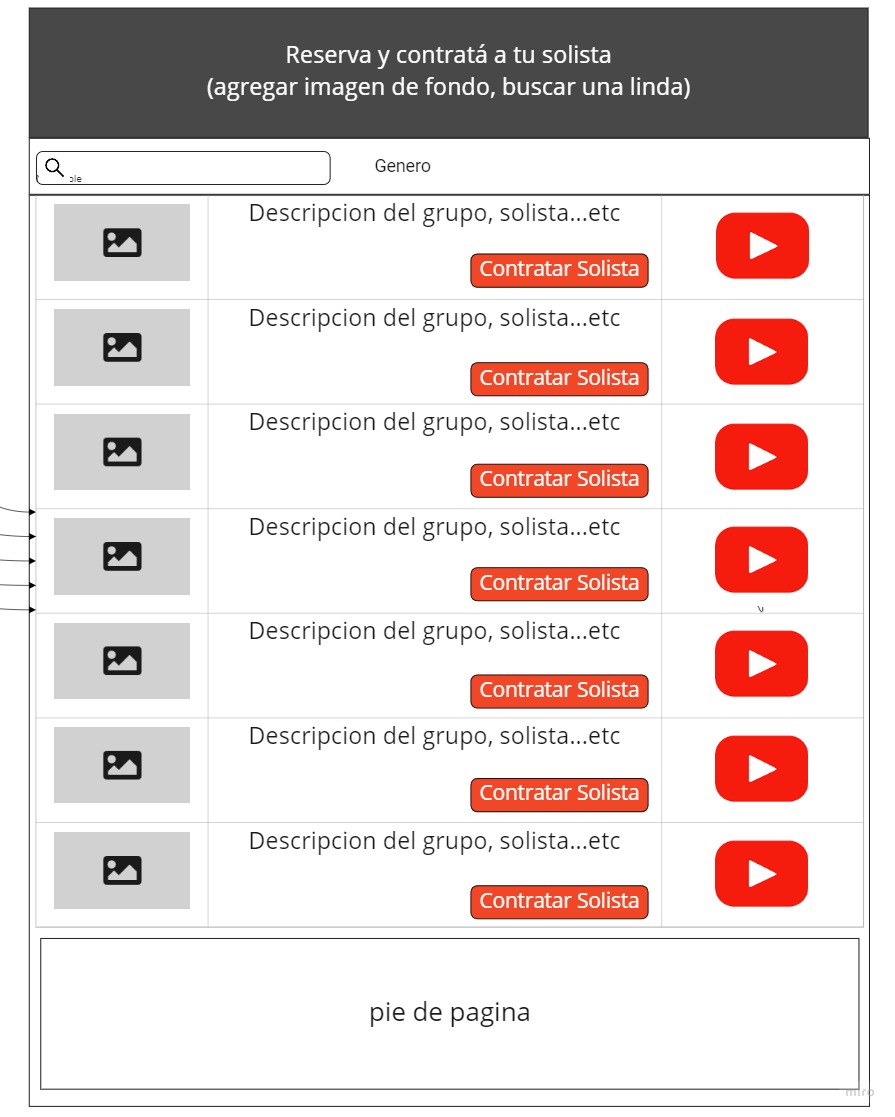 Reserva y contratá a tu solista
(agregar imagen de fondo, buscar una linda)
Genero
Descripcion del grupo, solista...etc
Contratar Solista
Descripcion del grupo, solista...etc
Contratar Solista
Descripcion del grupo, solista...etc
Contratar Solista
Descripcion del grupo, solista...etc
Contratar Solista
v
Descripcion del grupo, solista...etc
Contratar Solista
Descripcion del grupo, solista...etc
Contratar Solista
Descripcion del grupo, solista...etc
Contratar Solista
pie de pagina
miro